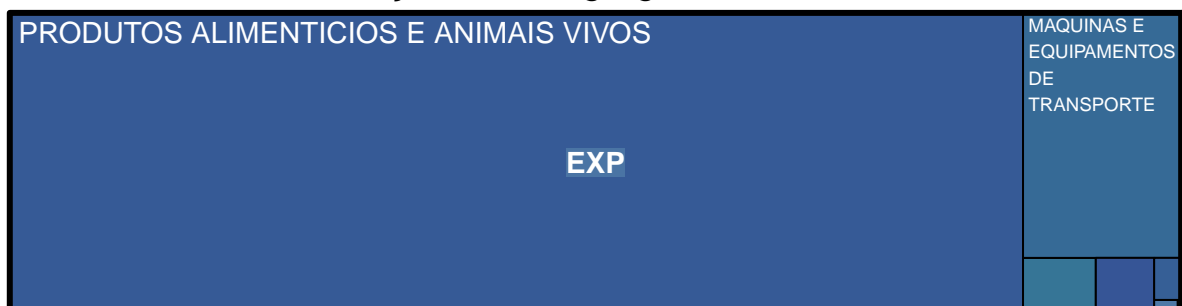 PRODUTOS ALIMENTICIOS E ANIMAIS VIVOS
MAQUINAS E
EQUIPAMENTOS
DE
TRANSPORTE
EXP